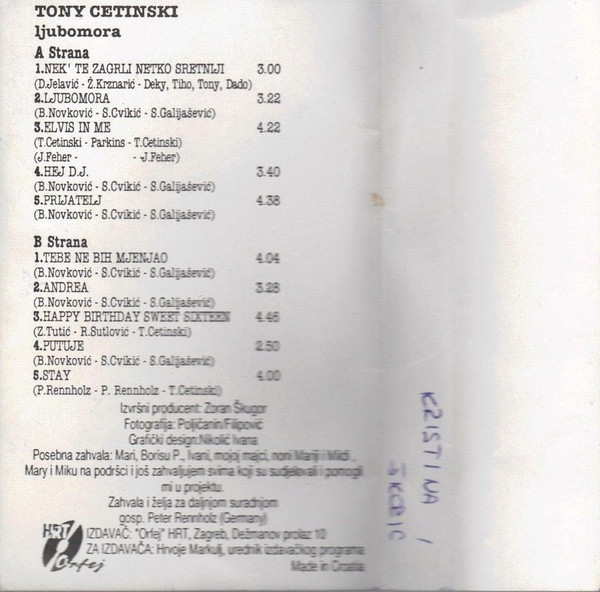 TONY CETINSKI
ljubomora
A Strana
1.NEK' TE ZAGRLI NETKO SRETNIJI 3.00
(D.Jelavić - Ž.Krznarić - Deky, Tiho, Tony, Dado)
2.LJUBOMORA 3.22
(B.Novković - S.Cvikić - S.Galijašević)
3.ELVIS IN ME 4.22
(T.Cetinski - Parkins - T.Cetinski)
(J.Feher - - J.Feher)
4.HEJ D.J. 3.40
(B.Novković - S.Cvikić - S.Galijašević)
5.PRIJATELJ 4.38
(B.Novković - S.Cvikić - S.Galijašević)
B Strana
1.TEBE NE BIH MJENJAO 4.04
(B.Novković - S.Cvikić - S.Galijašević)
2.ANDREA 3.28
(B.Novković - S.Cvikić - S.Galijašević)
3.HAPPY BIRTHDAY SWEET SIXTEEN 4.46
(Z.Tutić - R.Sutlović - T.Cetinski)
4.PUTUJE 2.50
(B.Novković - S.Cvikić - S.Galijašević)
5.STAY 4.00
(P.Rennholz - P. Rennholz - T.Cetinski)
Izvršni producent: Zoran Škugor
Fotografija: Poljičanin/Filipović
Grafički design:Nikolić Ivana
Posebna zahvala: Mari, Borisu P., Ivani, mojoj majci, noni Mariji i Mildi.,
Mary i Miku na podršci i još zahvaljujem svima koji su sudjelovali i pomogli
mi u projektu.
Zahvala i želja za daljnjom suradnjom
gosp. Peter Rennholz (Germany)
HRT Orfej
IZDAVAČ: "Orfej" HRT, Zagreb, Dežmanov prolaz 10
ZA IZDAVAČA: Hrvoje Markulj, urednik izdavačkog programa
Made in Croatia
KRISTINA /